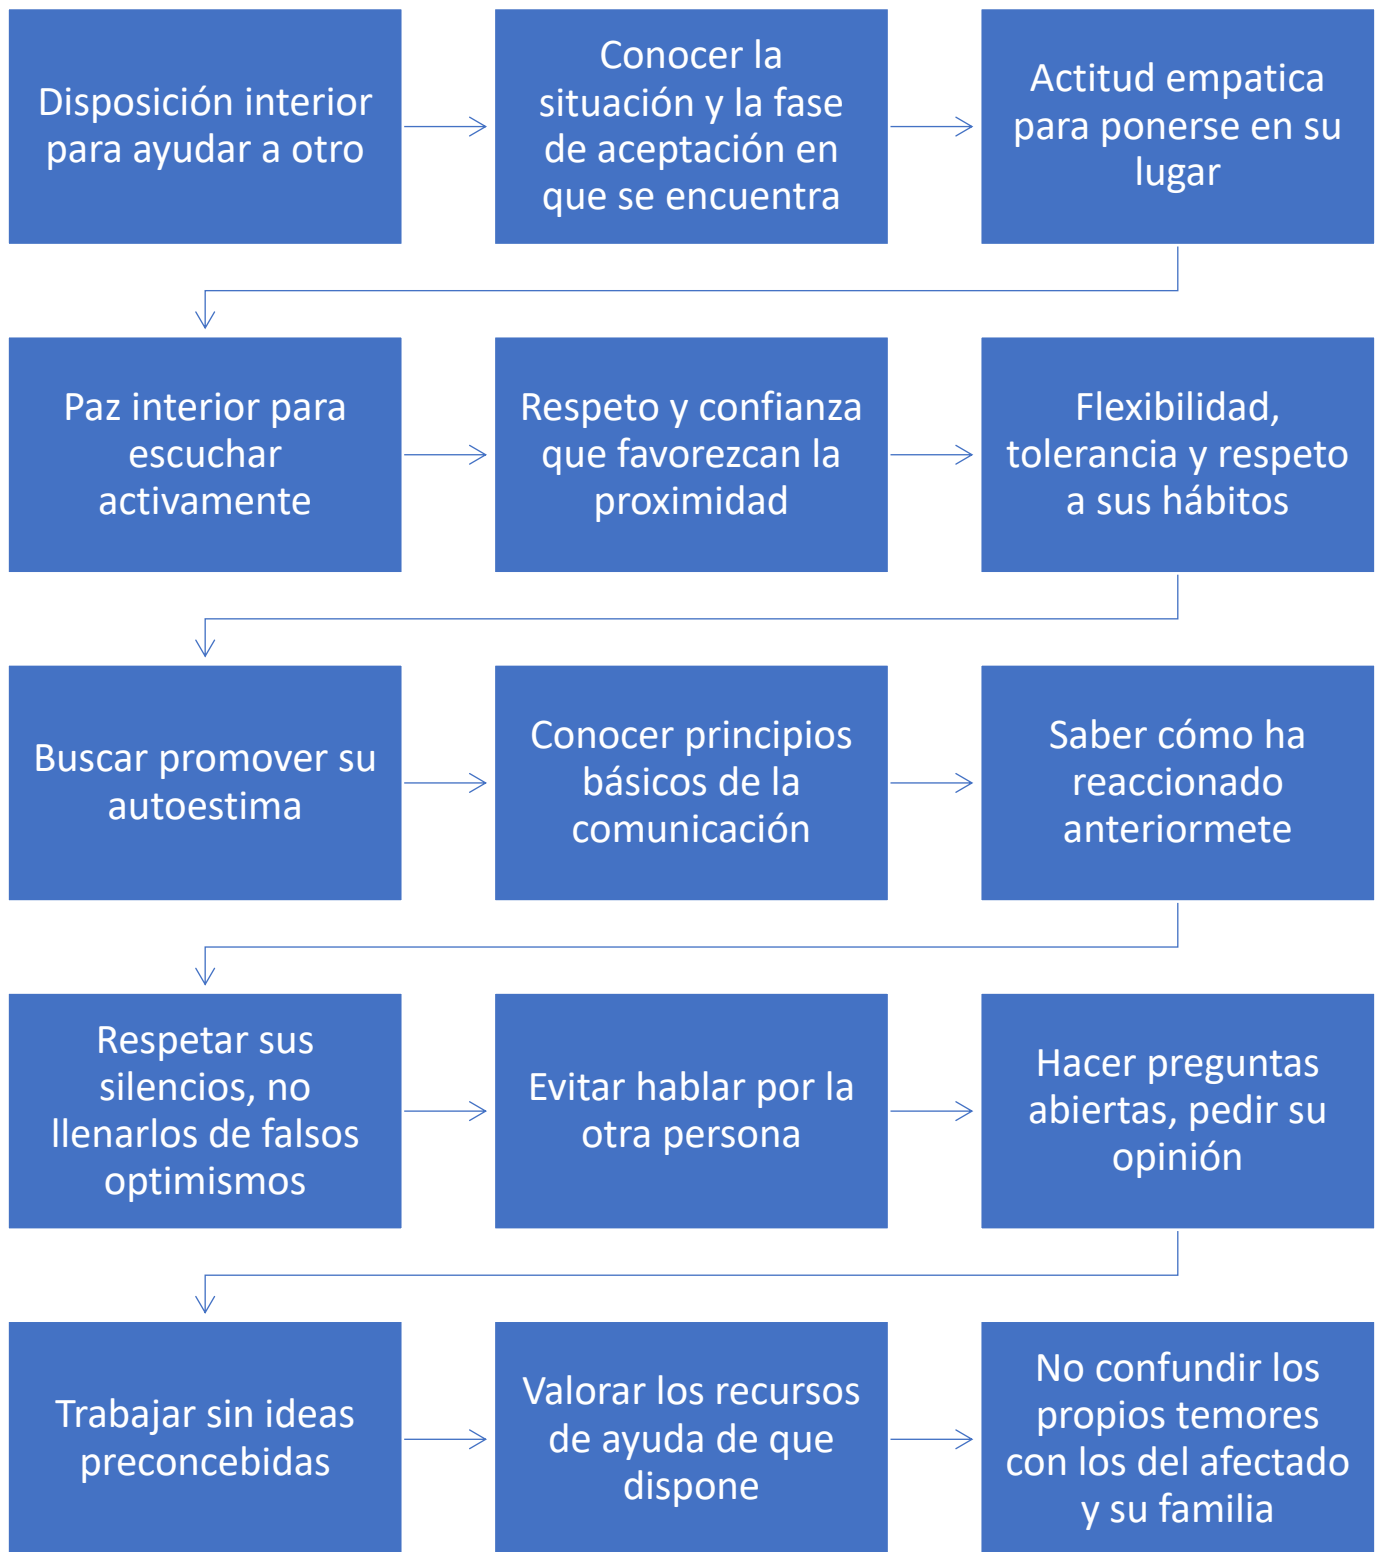 Disposición interior
para ayudar a otro
Conocer la
situación y la fase
de aceptación en
que se encuentra
Actitud empatica
para ponerse en su
lugar
Paz interior para
escuchar
activamente
Respeto y confianza
que favorezcan la
proximidad
Flexibilidad,
tolerancia y respeto
a sus hábitos
Buscar promover su
autoestima
Conocer principios
básicos de la
comunicación
Saber cómo ha
reaccionado
anteriormete
Respetar sus
silencios, no
llenarlos de falsos
optimismos
Evitar hablar por la
otra persona
Hacer preguntas
abiertas, pedir su
opinión
Trabajar sin ideas
preconcebidas
Valorar los recursos
de ayuda de que
dispone
No confundir los
propios temores
con los del afectado
y su familia